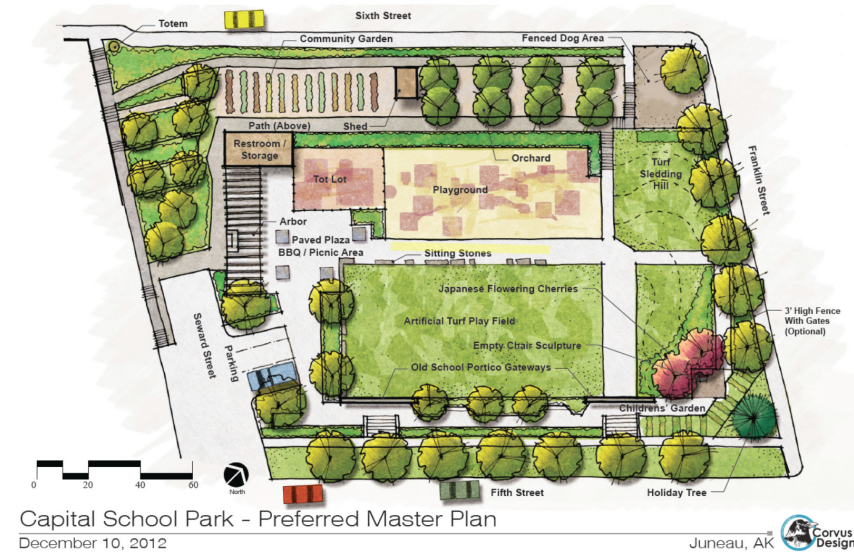 Sixth Street
Totem
Community Garden
Fenced Dog Area
Path (Above)
Shed
Restroom /
Storage
Orchard
Tot Lot
Playground
Turf
Sledding
Hill
Franklin Street
Arbor
Paved Plaza
BBQ / Picnic Area
Sitting Stones
Japanese Flowering Cherries
3' High Fence
With Gates
(Optional)
Artificial Turf Play Field
Seward Street
Parking
Empty Chair Sculpture
Old School Portico Gateways
Childrens' Garden
0 20 40 60
North
Fifth Street
Holiday Tree
Capital School Park - Preferred Master Plan
December 10, 2012
Juneau, AK
Corvus
Design